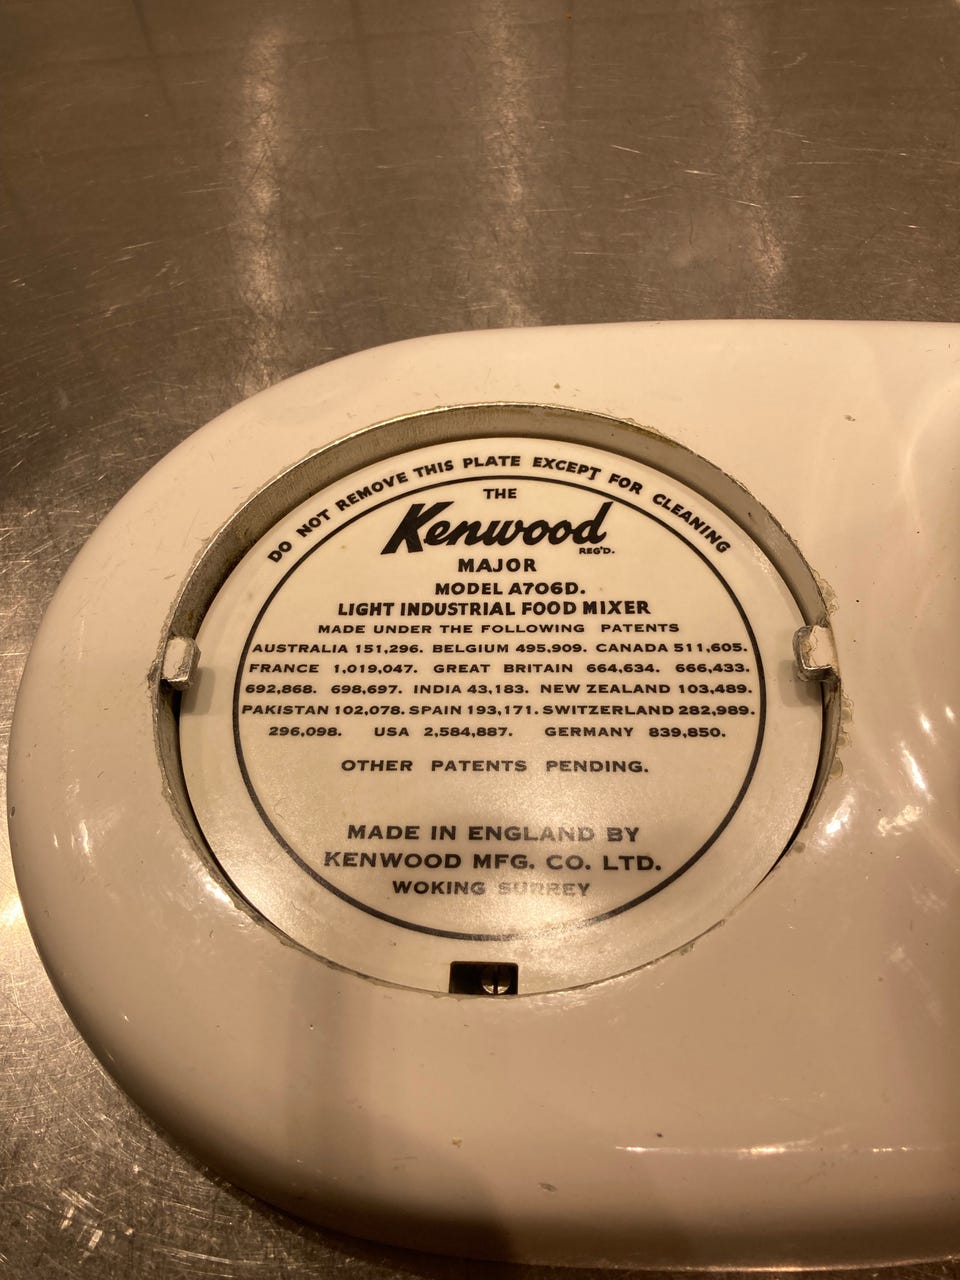 DO NOT REMOVE THIS PLATE EXCEPT FOR CLEANING
THE
Kenwood
REG'D.
MAJOR
MODEL A706D.
LIGHT INDUSTRIAL FOOD MIXER
MADE UNDER THE FOLLOWING PATENTS
AUSTRALIA 151,296. BELGIUM 495,909. CANADA 511,605.
FRANCE 1,019,047. GREAT BRITAIN 664,634. 666,433.
692,868. 698,697. INDIA 43,183. NEW ZEALAND 103,489.
PAKISTAN 102,078. SPAIN 193,171. SWITZERLAND 282,989.
296,098. USA 2,584,887. GERMANY 839,850.
OTHER PATENTS PENDING.
MADE IN ENGLAND BY
KENWOOD MFG. CO. LTD.
WOKING SURREY